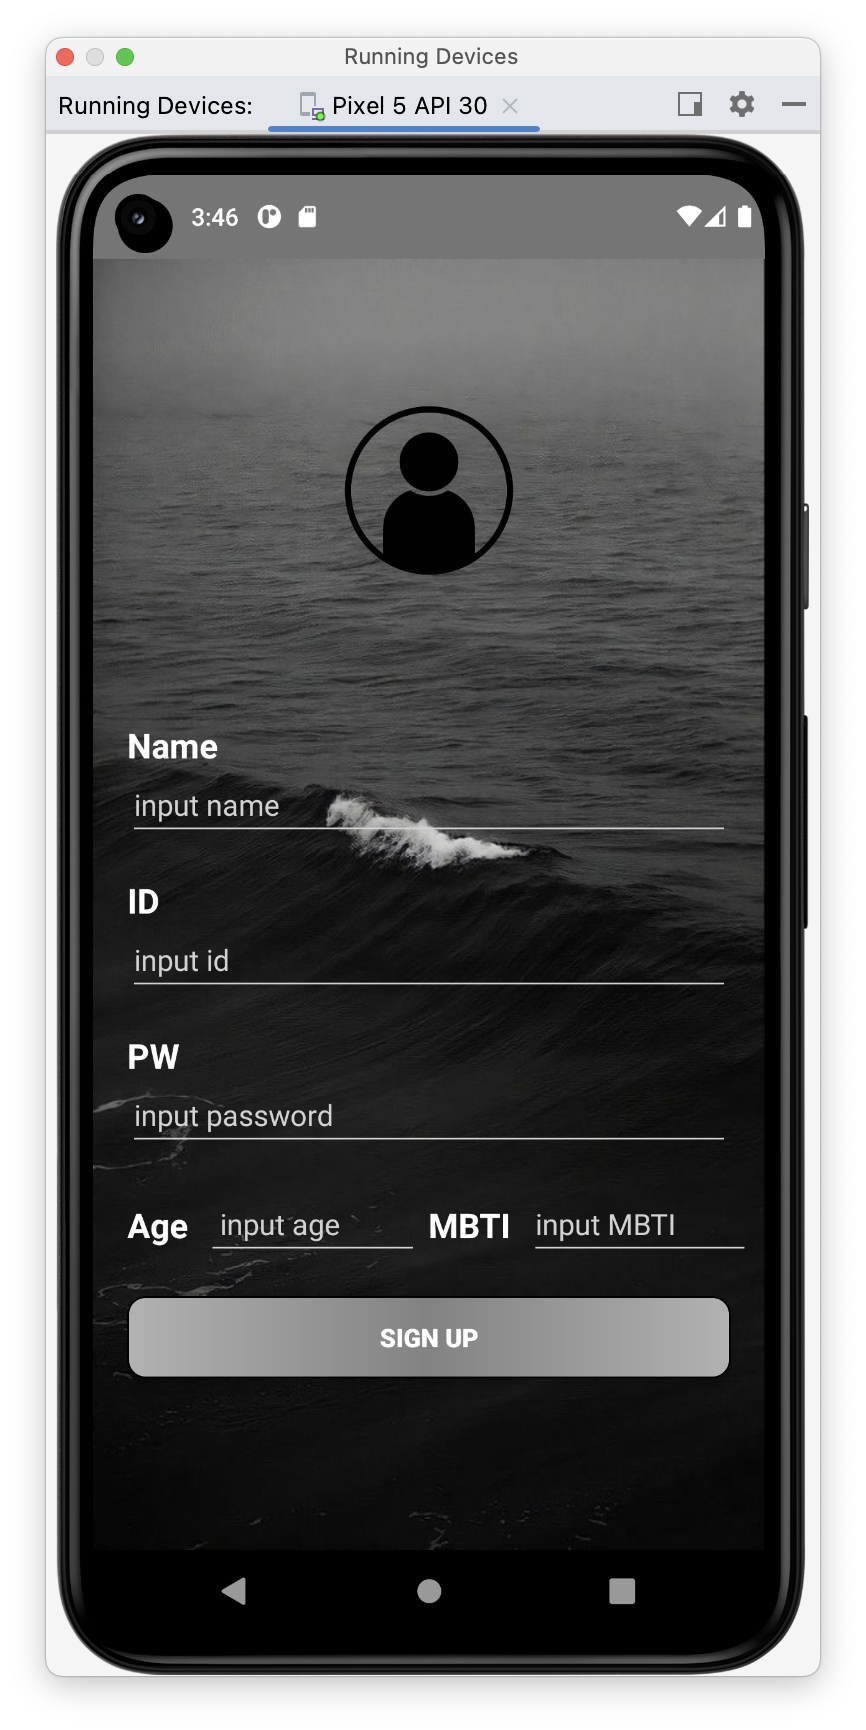 Running Devices
Running Devices: Pixel 5 API 30
3:46
Name
input name
ID
input id
PW
input password
Age input age MBTI input MBTI
SIGN UP